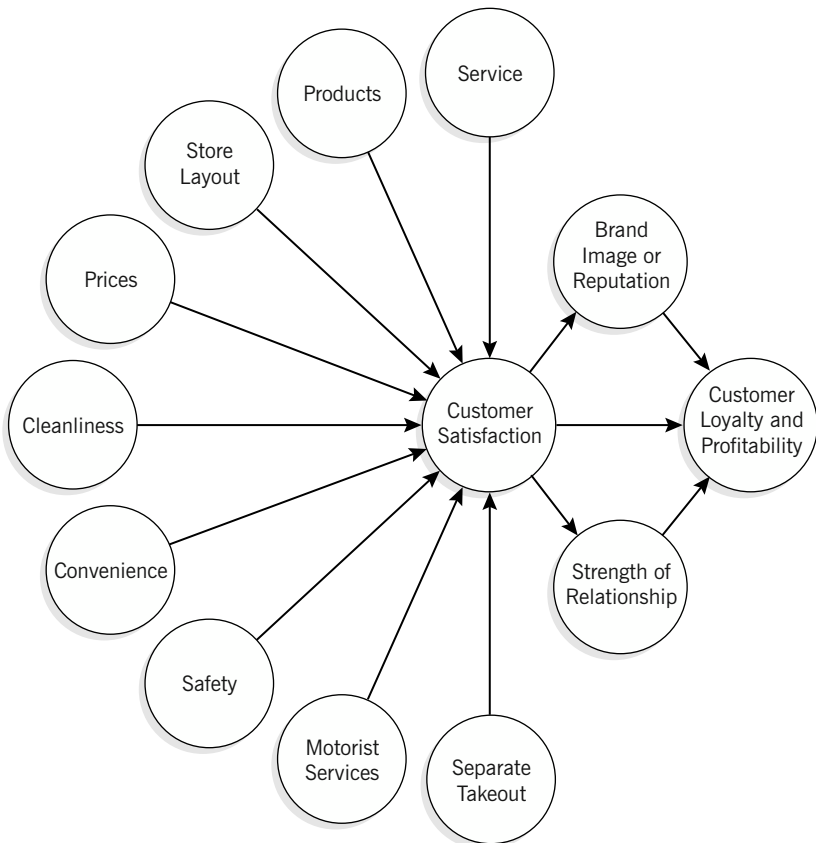 Service
Products
Store
Layout
Brand
Image or
Reputation
Prices
Customer
Loyalty and
Profitability
Cleanliness
Customer
Satisfaction
Convenience
Strength of
Relationship
Safety
Motorist
Services
Separate
Takeout